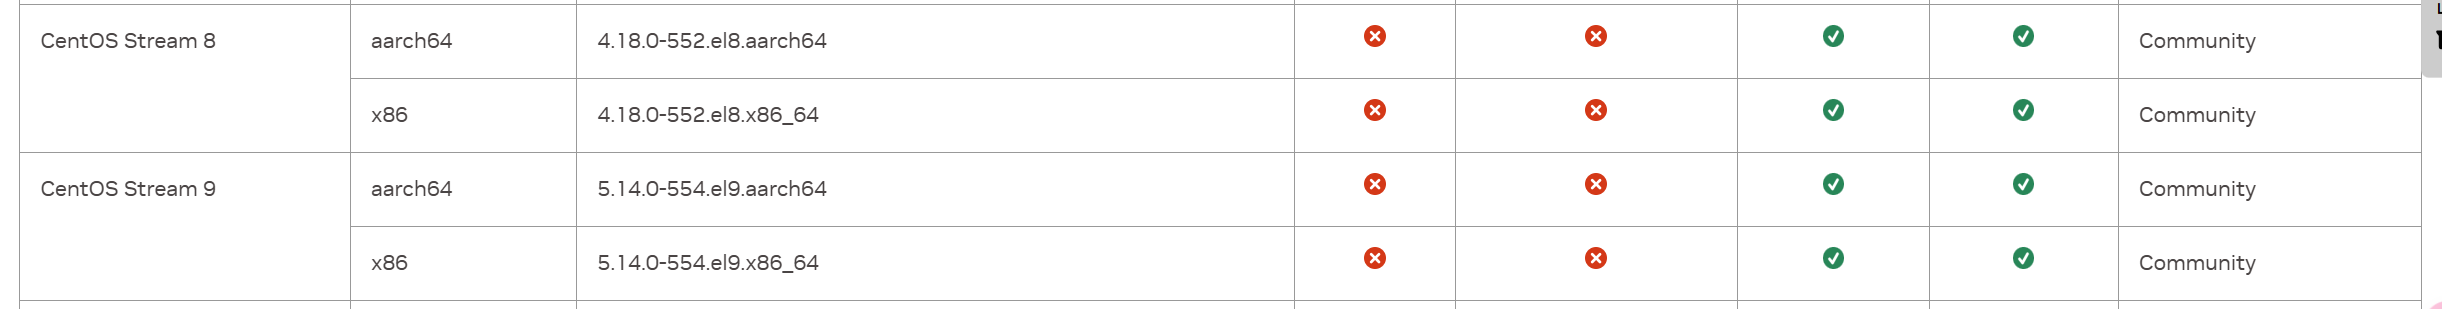 CentOS Stream 8 aarch64 4.18.0-552.el8.aarch64 Community
x86 4.18.0-552.el8.x86_64 Community
CentOS Stream 9 aarch64 5.14.0-554.el9.aarch64 Community
x86 5.14.0-554.el9.x86_64 Community